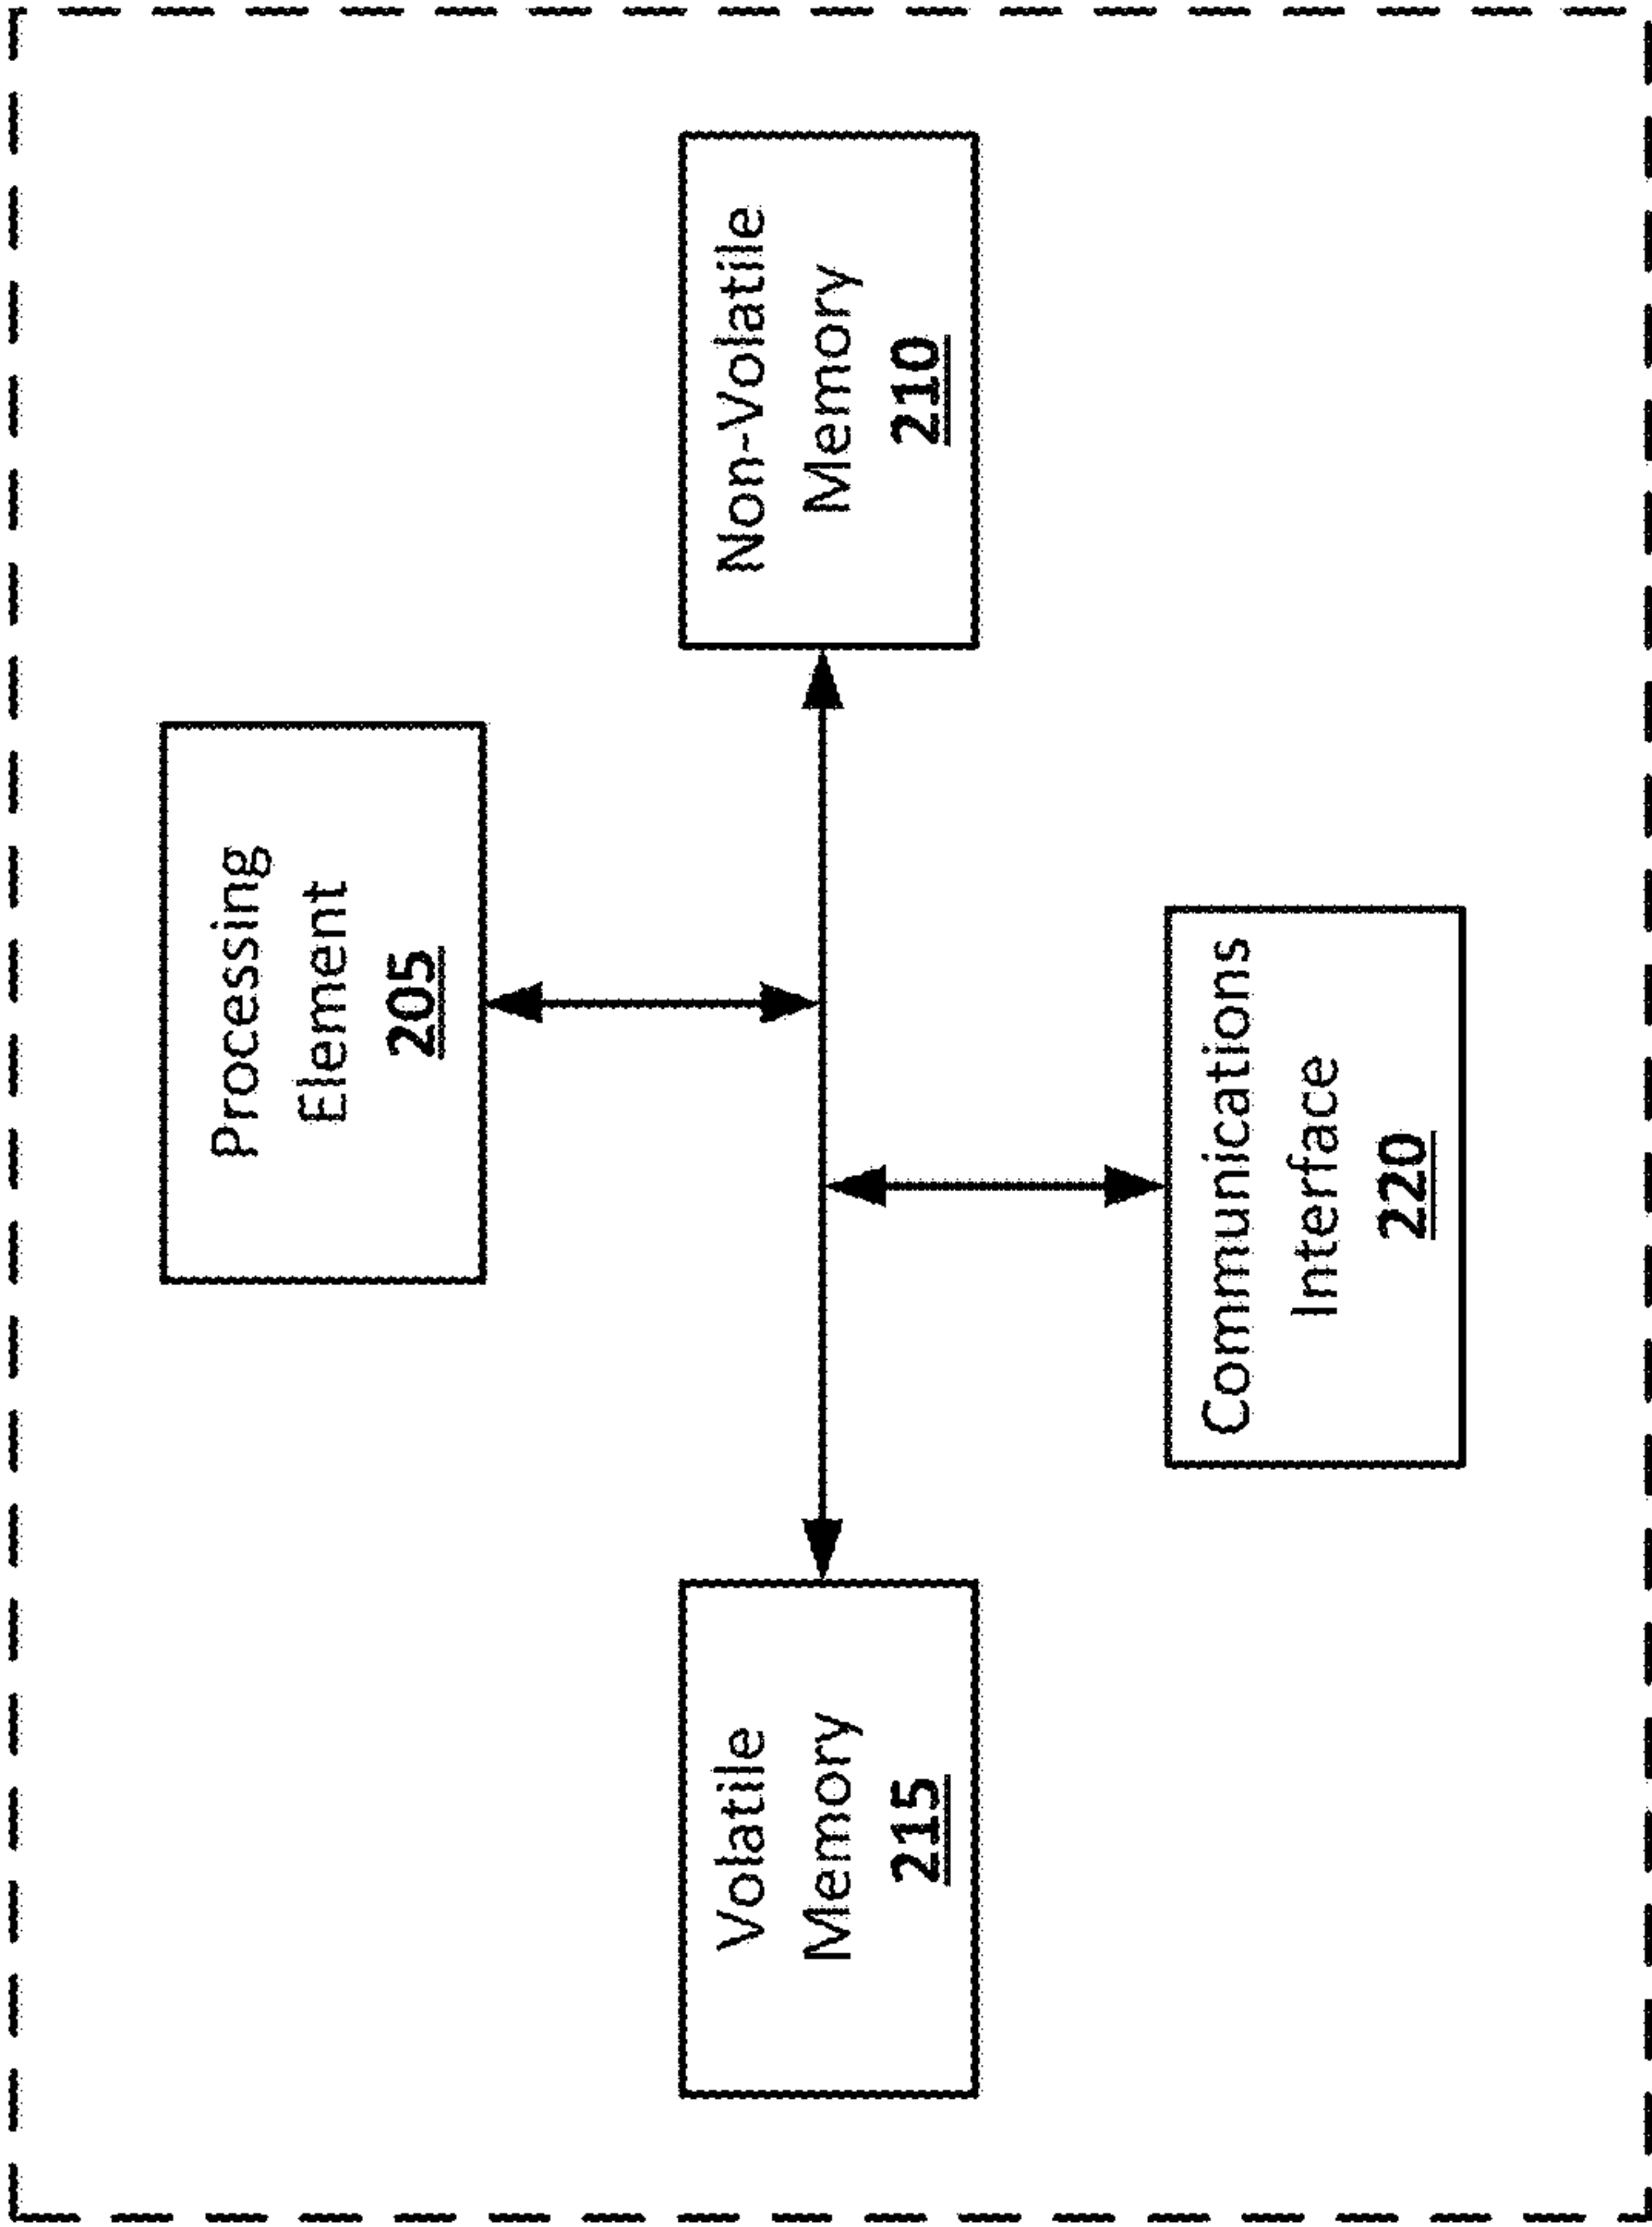 Processing
Element
205
Volatile
Memory
215
Non-Volatile
Memory
210
Communications
Interface
220